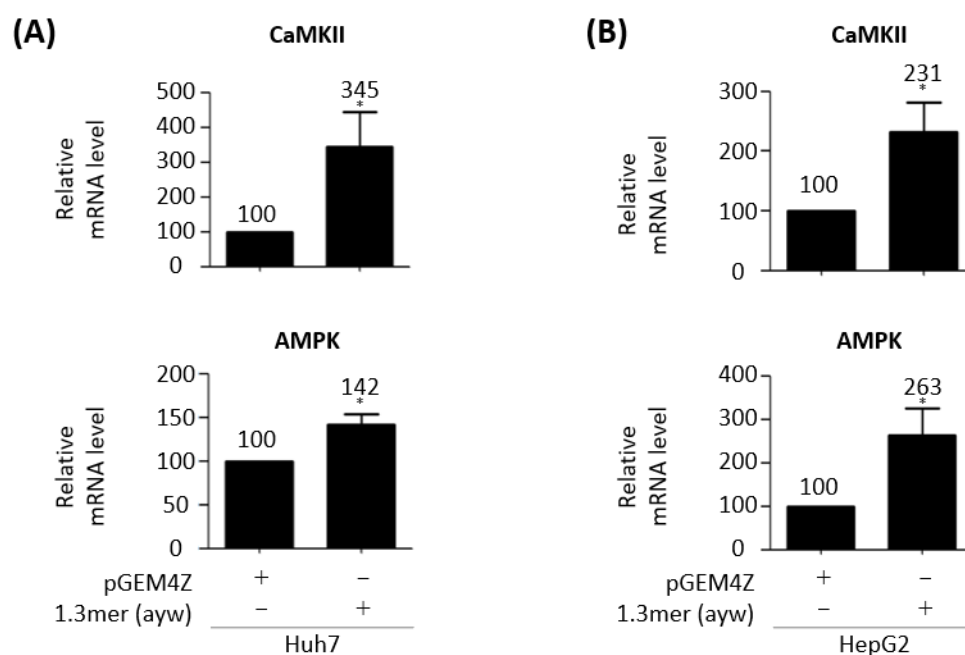 (A)
CaMKII
Relative
mRNA level
500
400
300
200
100
0
100
345
*
AMPK
Relative
mRNA level
200
150
100
50
0
100
142
*
pGEM4Z + –
1.3mer (ayw) – +
Huh7
(B)
CaMKII
Relative
mRNA level
300
200
100
0
100
231
*
AMPK
Relative
mRNA level
400
300
200
100
0
100
263
*
pGEM4Z + –
1.3mer (ayw) – +
HepG2